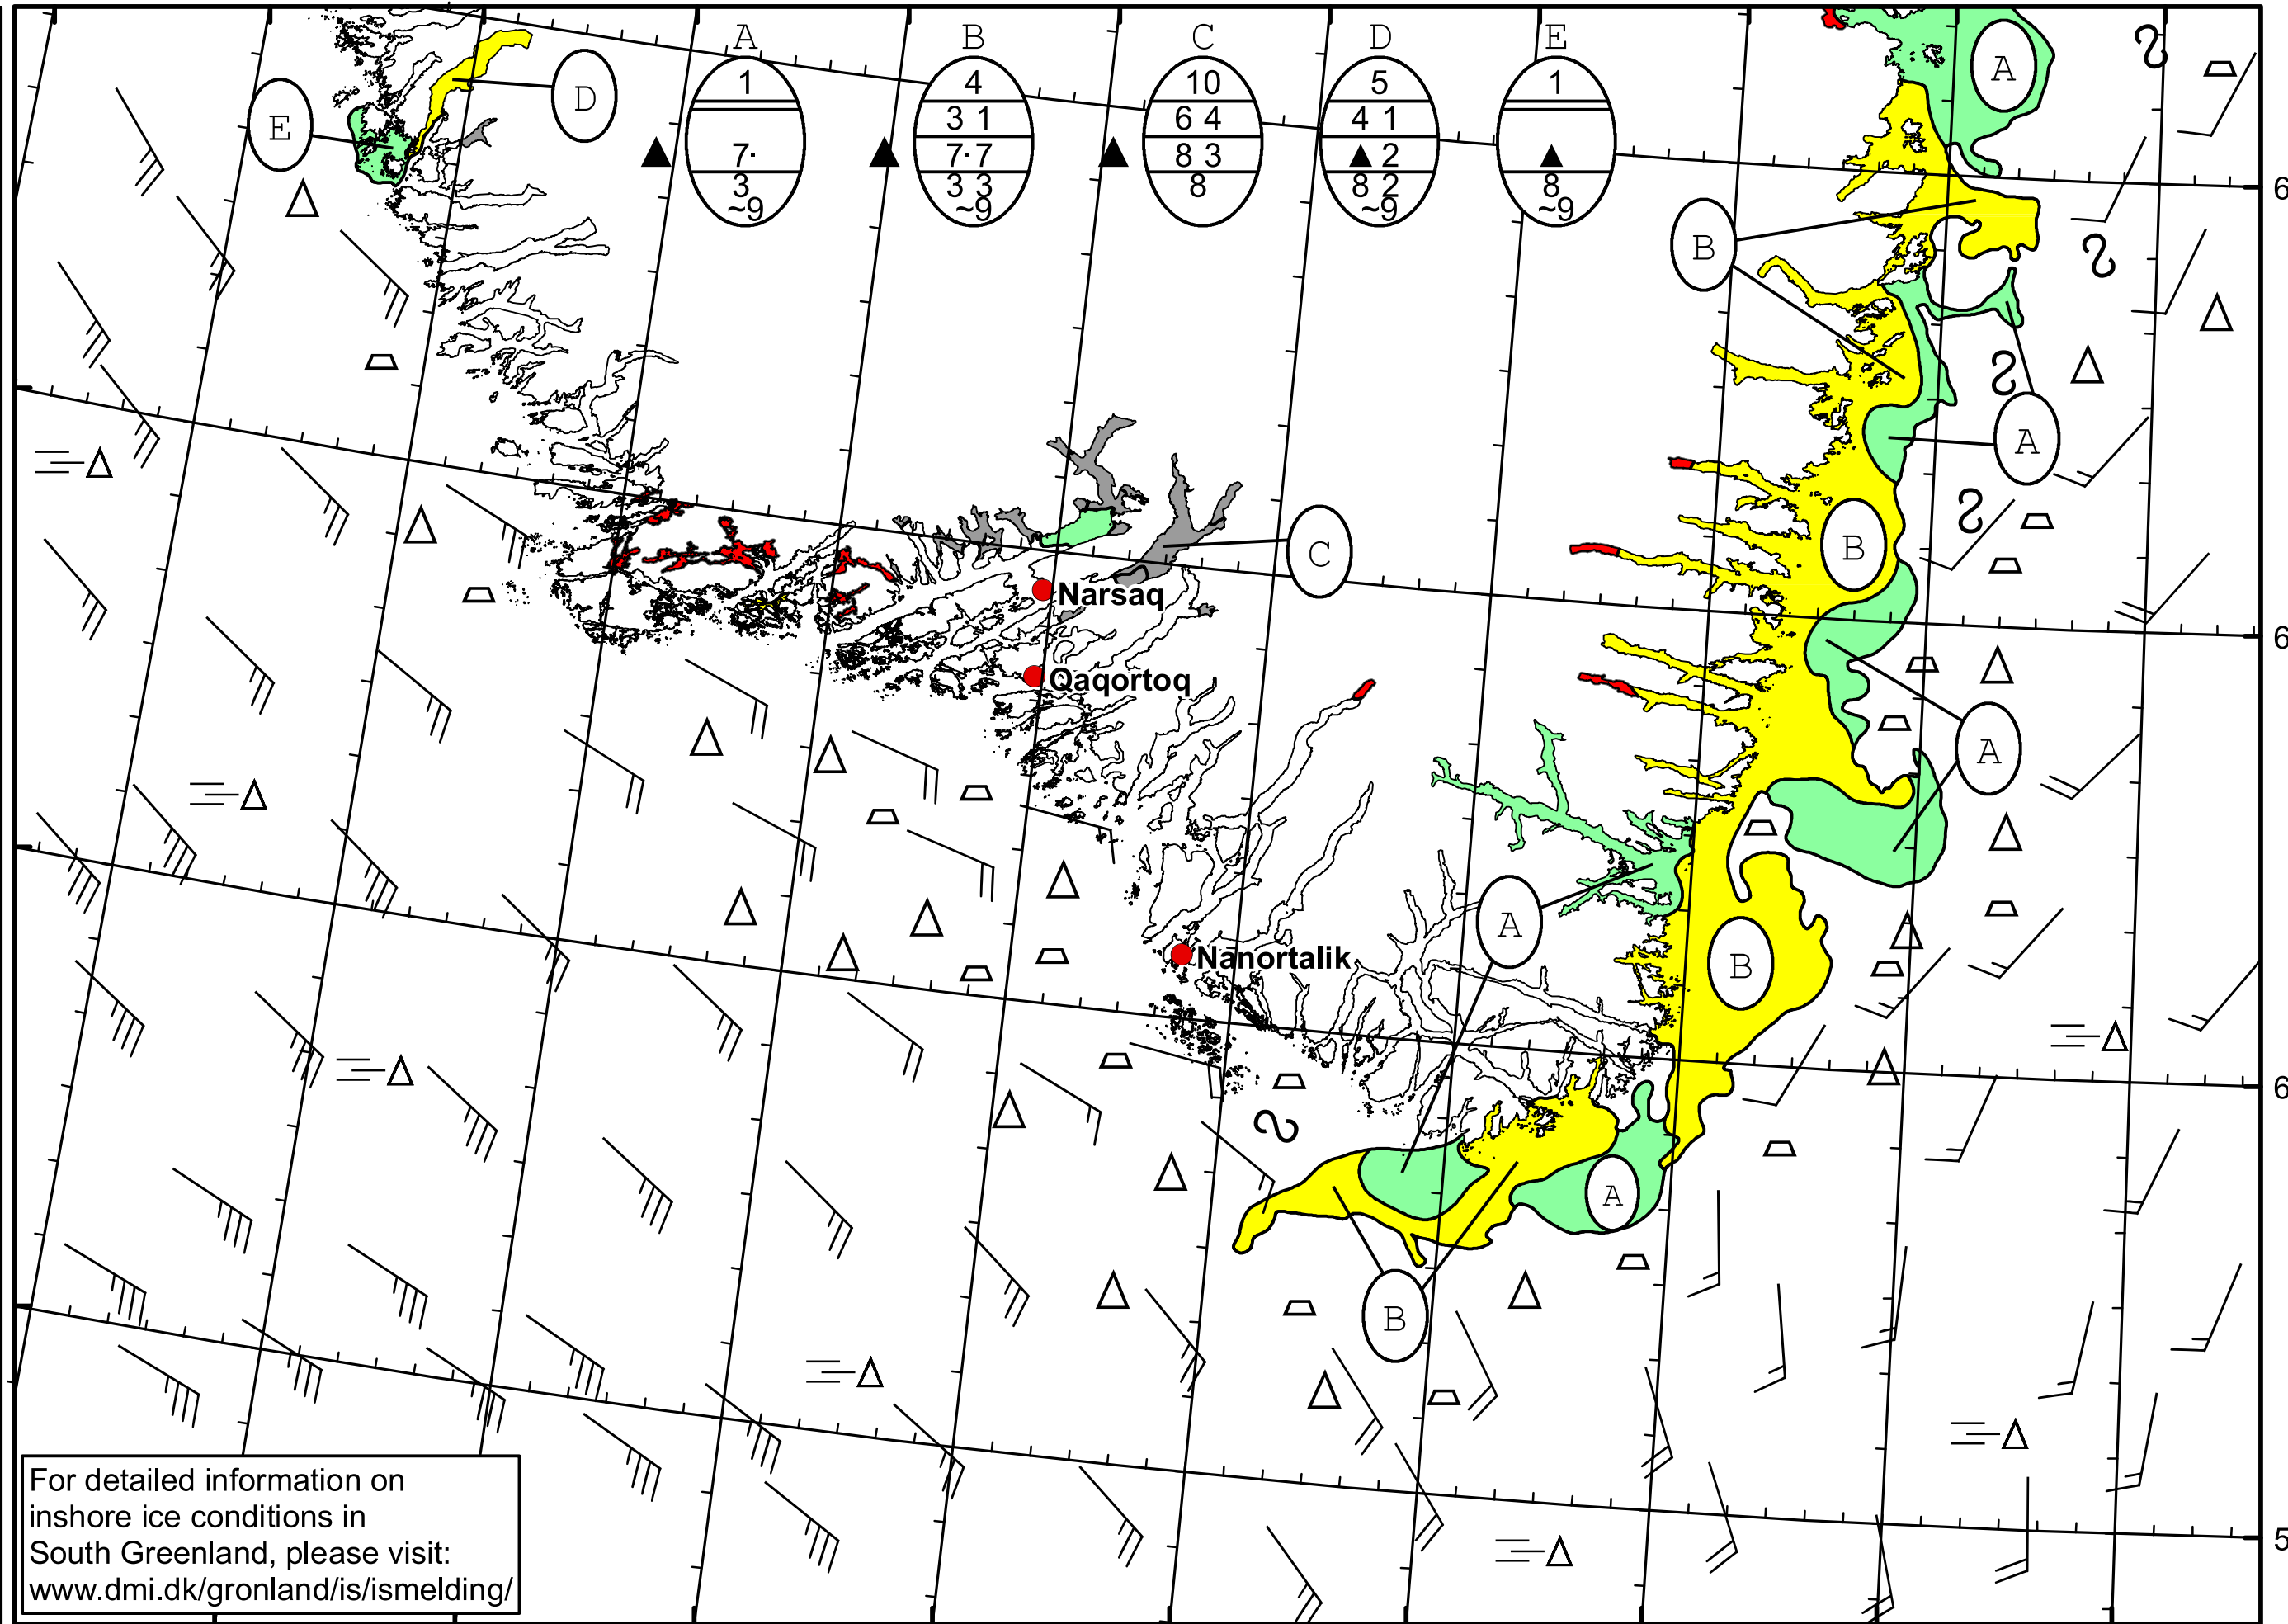 A B C D E
1 4 10 5 1
3 1 6 4 4 1
7· 7·7 8 3 ▲ 2 ▲
3 3 3 8 8 2 8
~9 ~9 ~9 ~9
A
D
E
6
B
A
B
C
Narsaq
6
Qaqortoq
A
A
B
Nanortalik
6
A
B
For detailed information on
inshore ice conditions in
South Greenland, please visit:
www.dmi.dk/gronland/is/ismelding/
5